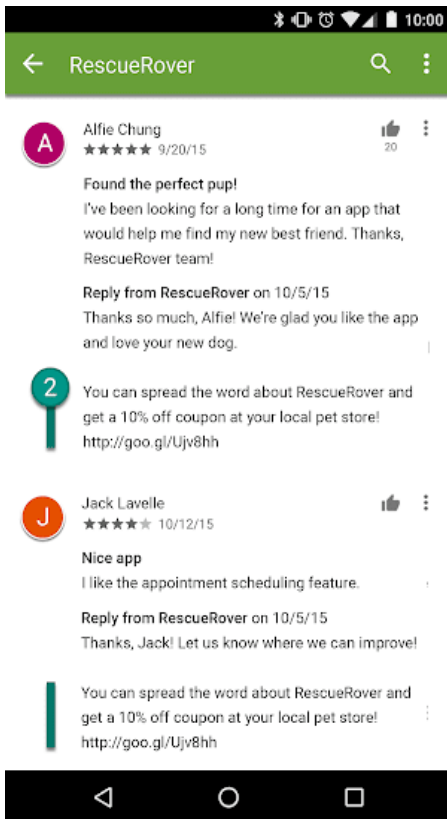 10:00
RescueRover
A
Alfie Chung
★★★★★ 9/20/15
20
Found the perfect pup!
I've been looking for a long time for an app that
would help me find my new best friend. Thanks,
RescueRover team!
Reply from RescueRover on 10/5/15
Thanks so much, Alfie! We're glad you like the app
and love your new dog.
2
You can spread the word about RescueRover and
get a 10% off coupon at your local pet store!
http://goo.gl/Ujv8hh
J
Jack Lavelle
★★★★★ 10/12/15
Nice app
I like the appointment scheduling feature.
Reply from RescueRover on 10/5/15
Thanks, Jack! Let us know where we can improve!
You can spread the word about RescueRover and
get a 10% off coupon at your local pet store!
http://goo.gl/Ujv8hh